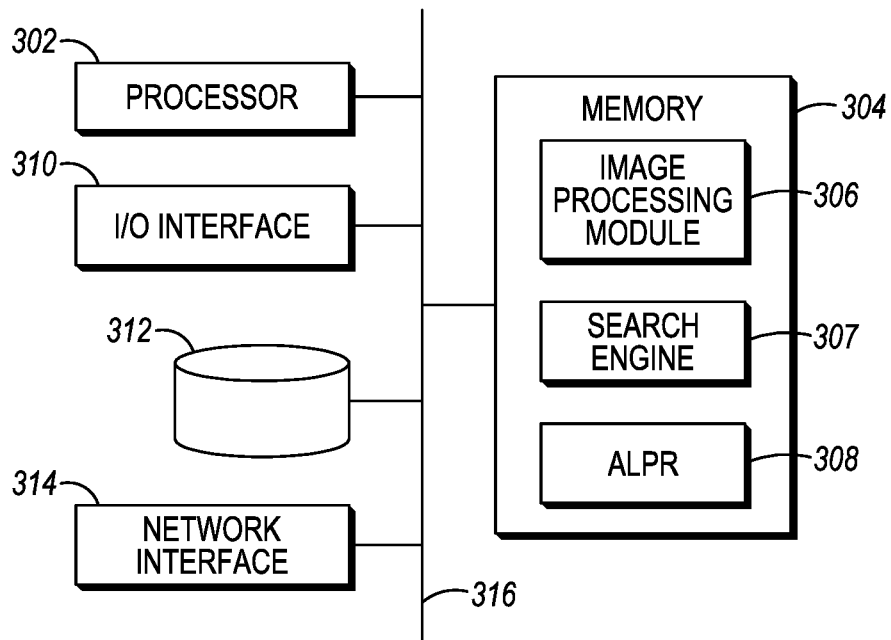 302
PROCESSOR
310
I/O INTERFACE
312
314
NETWORK
INTERFACE
MEMORY
304
IMAGE
PROCESSING
MODULE
306
SEARCH
ENGINE
307
ALPR
308
316